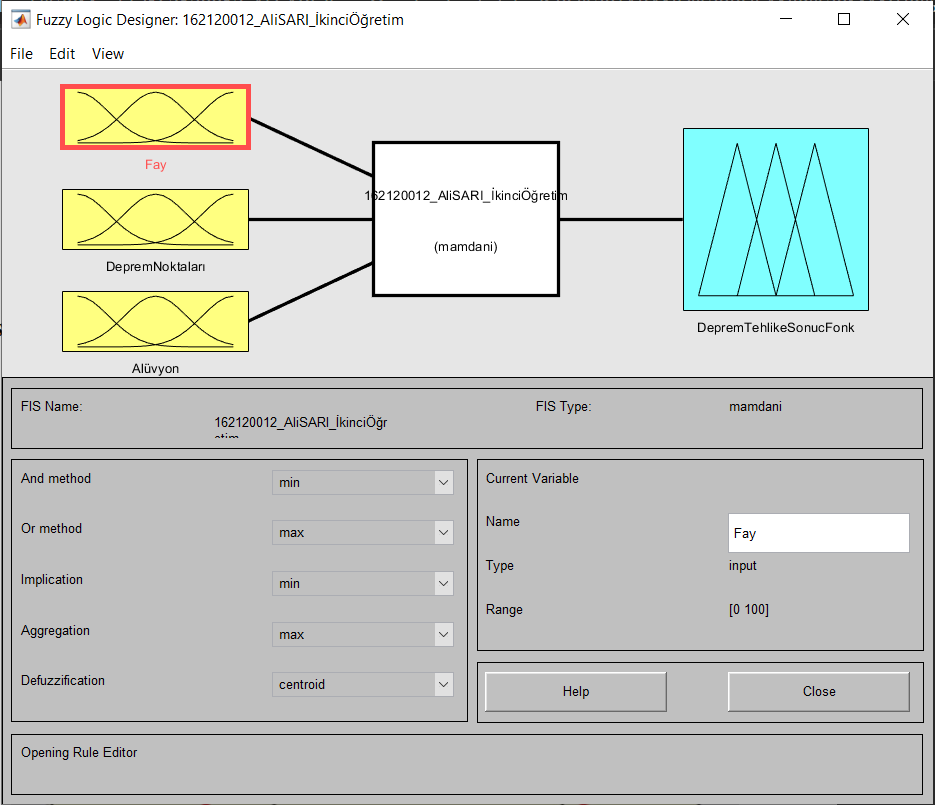 Fuzzy Logic Designer: 162120012_AliSARI_İkinciÖğretim
File Edit View
Fay
DepremNoktaları
Alüvyon
162120012_AliSARI_İkinciÖğretim
(mamdani)
DepremTehlikeSonucFonk
FIS Name:
162120012_AliSARI_İkinciÖğr
etim
FIS Type:
mamdani
And method
min
Or method
max
Implication
min
Aggregation
max
Defuzzification
centroid
Current Variable
Name
Fay
Type
input
Range
[0 100]
Help
Close
Opening Rule Editor